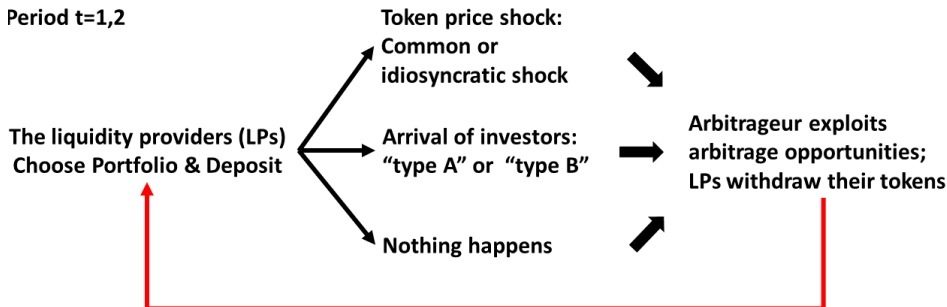 Period t=1,2
Token price shock:
Common or
idiosyncratic shock
The liquidity providers (LPs)
Choose Portfolio & Deposit
Arrival of investors:
“type A” or “type B”
Nothing happens
Arbitrageur exploits
arbitrage opportunities;
LPs withdraw their tokens